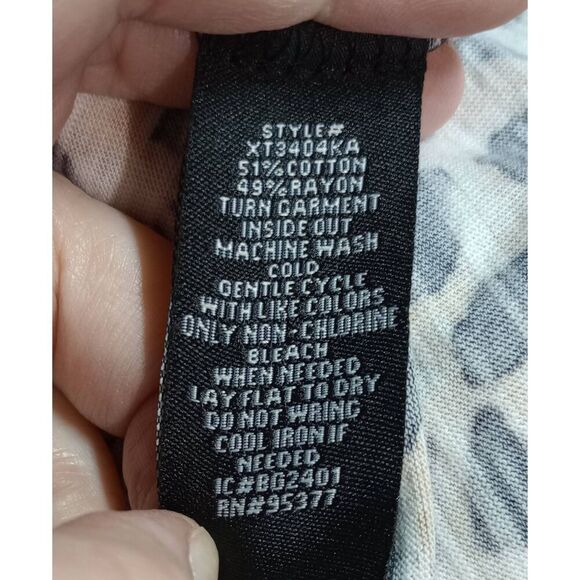 STYLE#
XT3404KA
51%COTTON
49%RAYON
TURN GARMENT
INSIDE OUT
MACHINE WASH
COLD
GENTLE CYCLE
WITH LIKE COLORS
ONLY NON-CHLORINE
BLEACH
WHEN NEEDED
LAY FLAT TO DRY
DO NOT WRING
COOL IRON IF
NEEDED
IC#BG2401
RN#95377